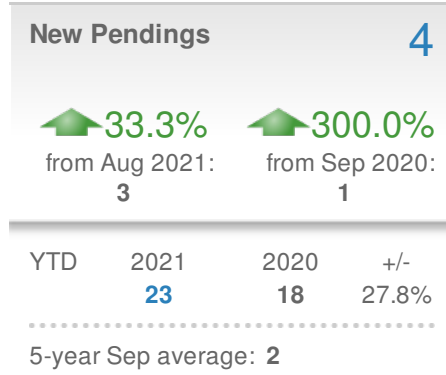 New Pendings 4
33.3% 300.0%
from Aug 2021: from Sep 2020:
3 1
YTD 2021 2020 +/-
23 18 27.8%
5-year Sep average: 2